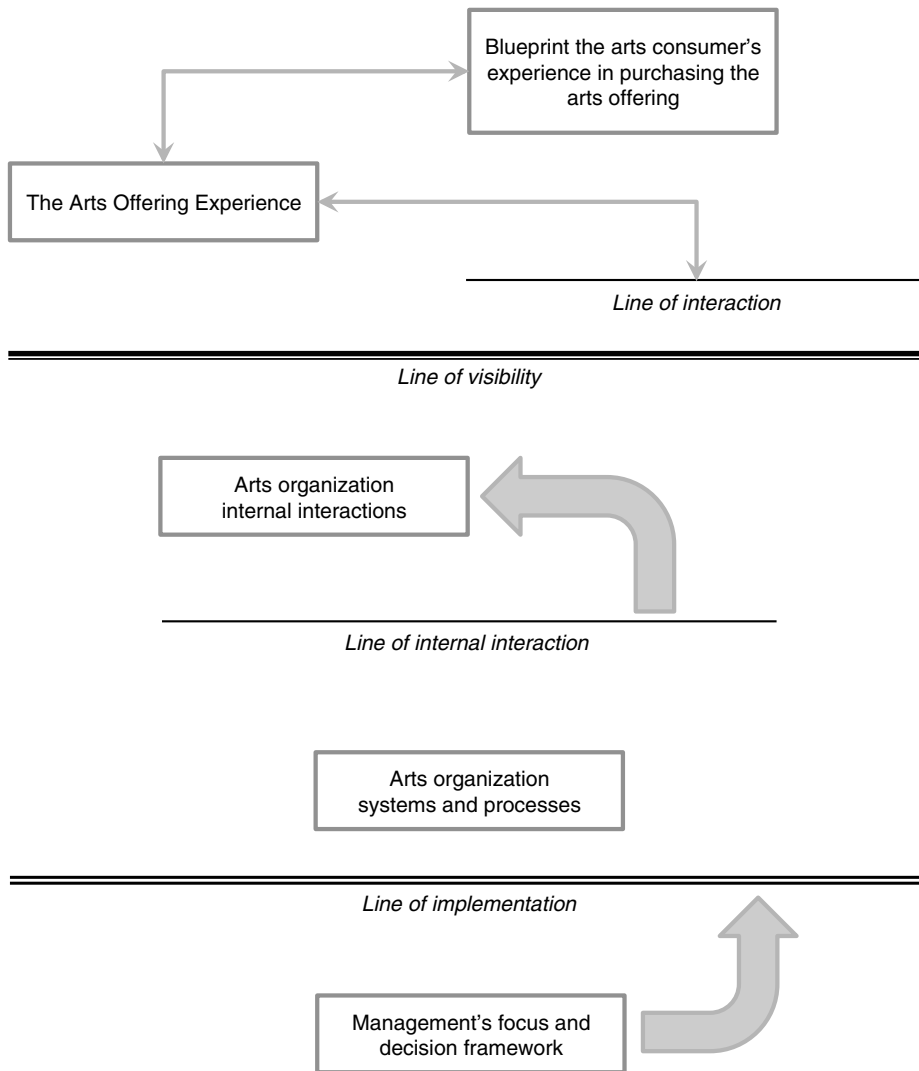 Blueprint the arts consumer’s
experience in purchasing the
arts offering
The Arts Offering Experience
Line of interaction
Line of visibility
Arts organization
internal interactions
Line of internal interaction
Arts organization
systems and processes
Line of implementation
Management’s focus and
decision framework